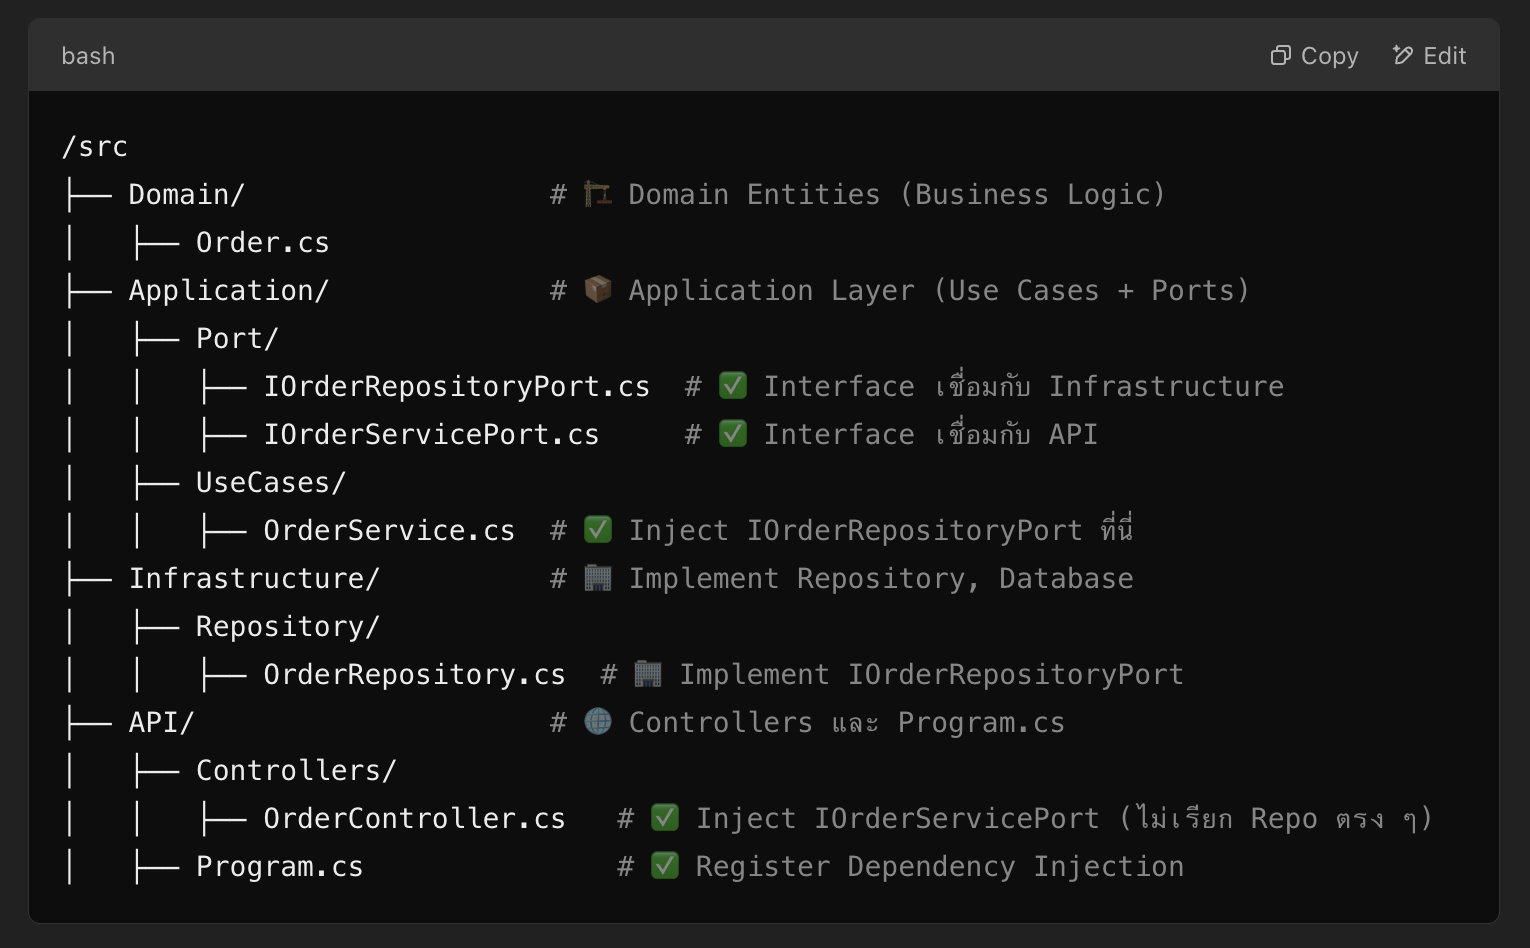 bash
Copy
Edit
/src
├── Domain/ # 🏗️ Domain Entities (Business Logic)
│ ├── Order.cs
├── Application/ # 📦 Application Layer (Use Cases + Ports)
│ ├── Port/
│ │ ├── IOrderRepositoryPort.cs # ✅ Interface เชื่อมกับ Infrastructure
│ │ ├── IOrderServicePort.cs # ✅ Interface เชื่อมกับ API
│ ├── UseCases/
│ │ ├── OrderService.cs # ✅ Inject IOrderRepositoryPort ที่นี่
├── Infrastructure/ # 🏢 Implement Repository, Database
│ ├── Repository/
│ │ ├── OrderRepository.cs # 🏢 Implement IOrderRepositoryPort
├── API/ # 🌐 Controllers และ Program.cs
│ ├── Controllers/
│ │ ├── OrderController.cs # ✅ Inject IOrderServicePort (ไม่เรียก Repo ตรง ๆ)
│ ├── Program.cs # ✅ Register Dependency Injection